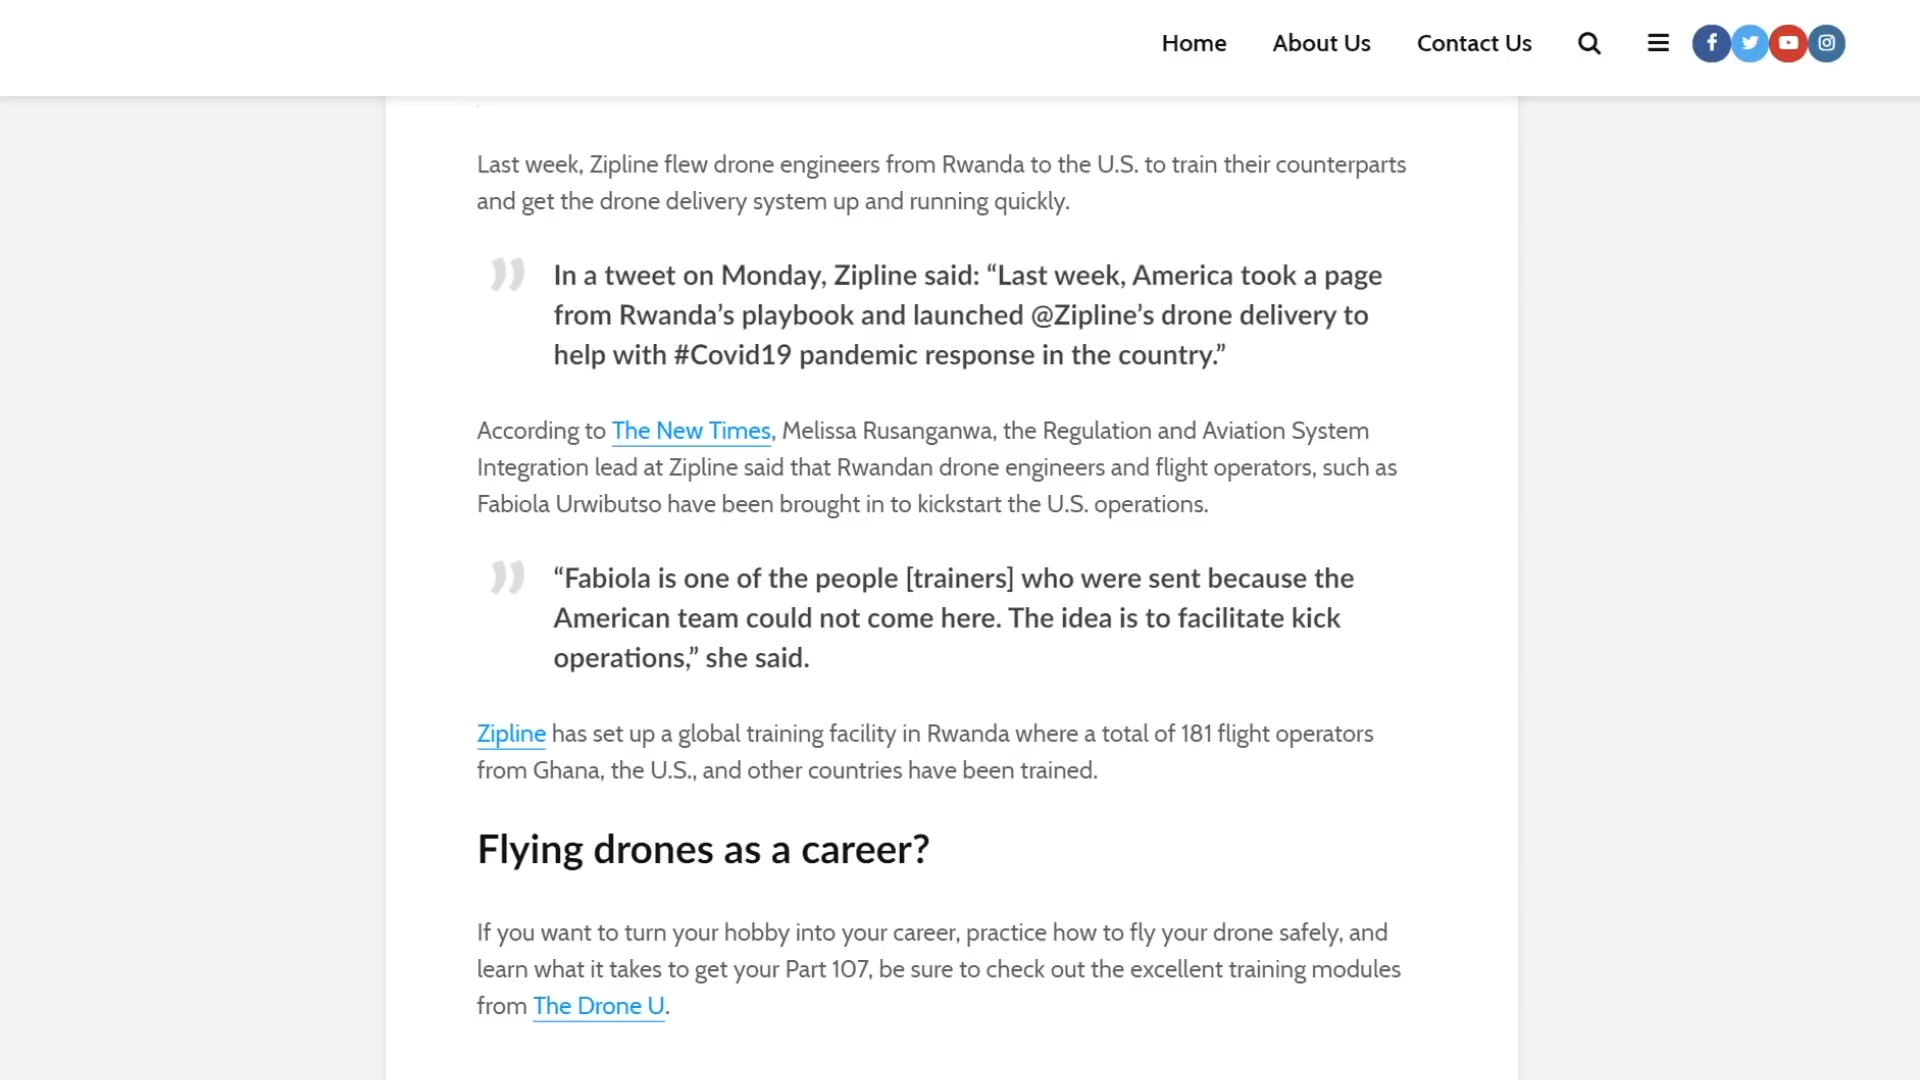 Home About Us Contact Us
Last week, Zipline flew drone engineers from Rwanda to the U.S. to train their counterparts
and get the drone delivery system up and running quickly.
In a tweet on Monday, Zipline said: “Last week, America took a page
from Rwanda’s playbook and launched @Zipline’s drone delivery to
help with #Covid19 pandemic response in the country.”
According to The New Times, Melissa Rusanganwa, the Regulation and Aviation System
Integration lead at Zipline said that Rwandan drone engineers and flight operators, such as
Fabiola Urwibutso have been brought in to kickstart the U.S. operations.
“Fabiola is one of the people [trainers] who were sent because the
American team could not come here. The idea is to facilitate kick
operations,” she said.
Zipline has set up a global training facility in Rwanda where a total of 181 flight operators
from Ghana, the U.S., and other countries have been trained.
Flying drones as a career?
If you want to turn your hobby into your career, practice how to fly your drone safely, and
learn what it takes to get your Part 107, be sure to check out the excellent training modules
from The Drone U.